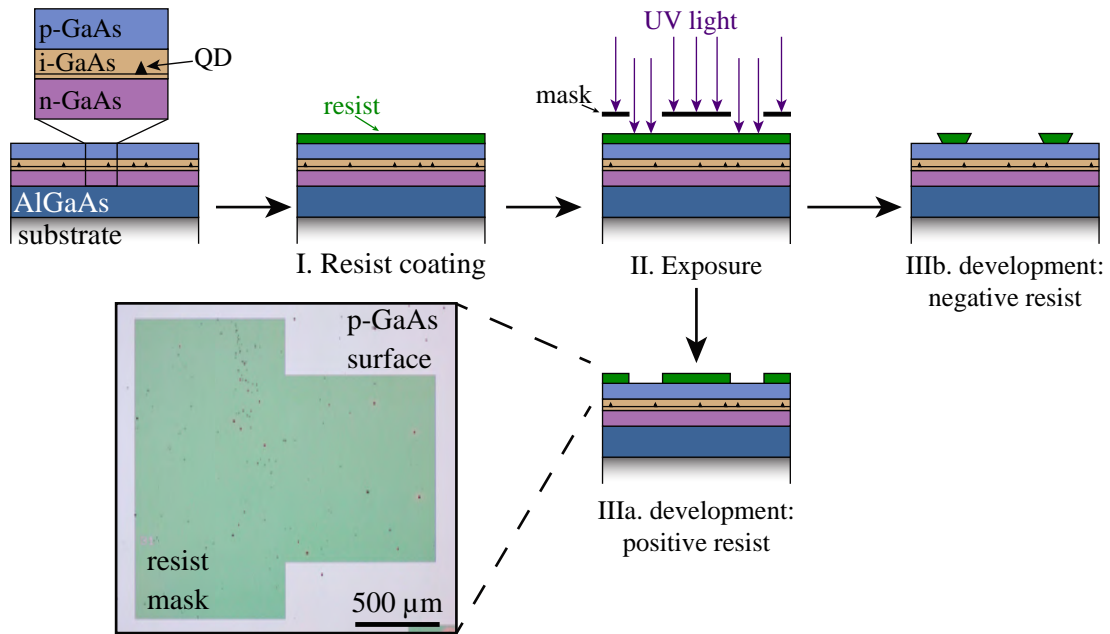 p-GaAs
i-GaAs
QD
n-GaAs
AlGaAs
substrate
resist
I. Resist coating
UV light
mask
II. Exposure
IIIb. development:
negative resist
p-GaAs
surface
resist
mask
500 µm
IIIa. development:
positive resist